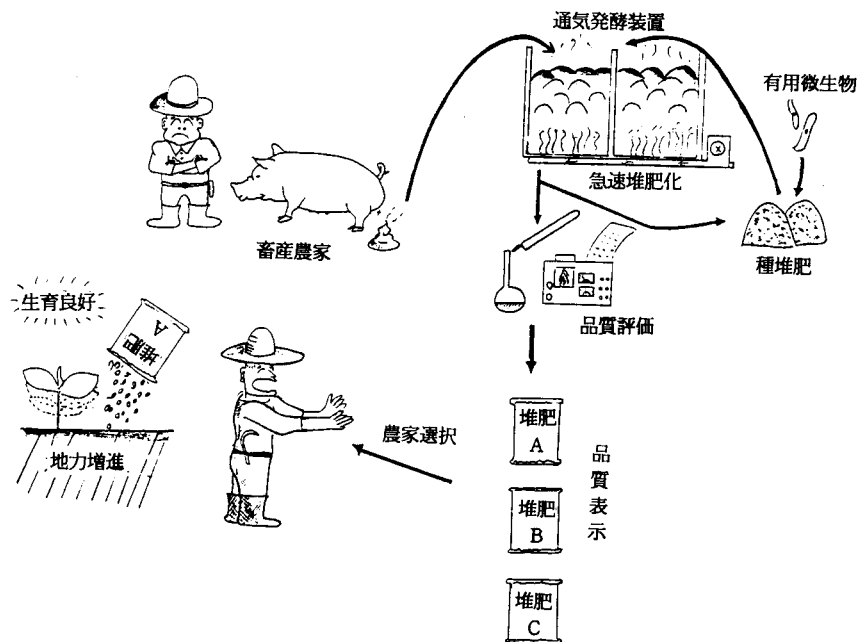 通気発酵装置
有用微生物
急速堆肥化
種堆肥
畜産農家
品質評価
生育良好
堆肥
A
地力増進
農家選択
堆肥
A
堆肥
B
堆肥
C
品質表示